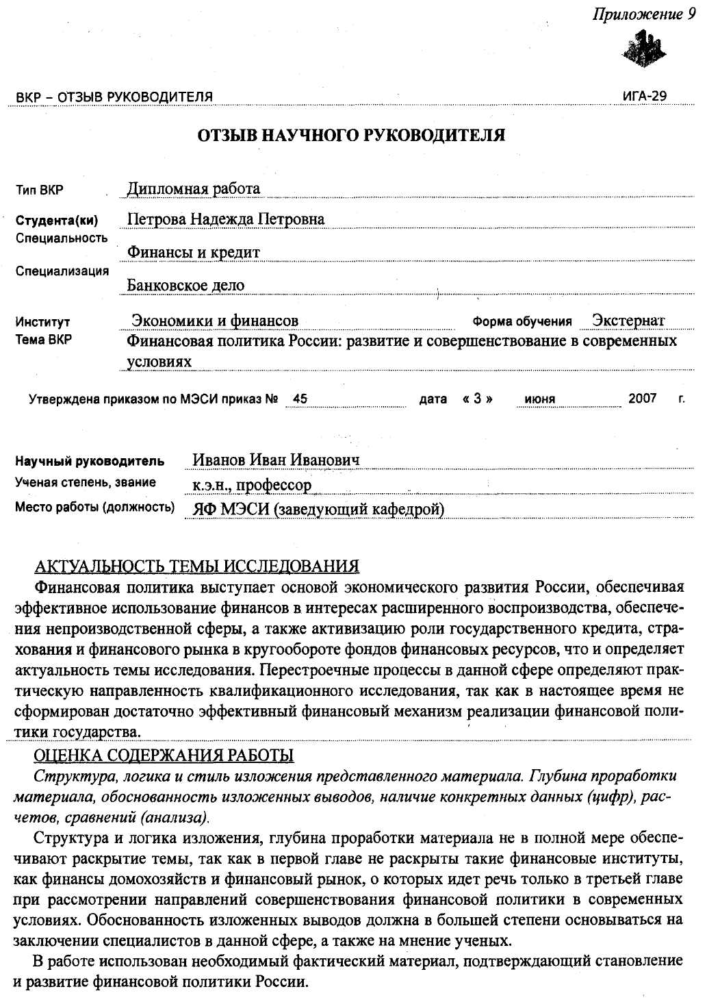 Приложение 9
ВКР – ОТЗЫВ РУКОВОДИТЕЛЯ ИГА-29
ОТЗЫВ НАУЧНОГО РУКОВОДИТЕЛЯ
Тип ВКР Дипломная работа
Студента(ки) Петрова Надежда Петровна
Специальность
Финансы и кредит
Специализация
Банковское дело
Институт Экономики и финансов Форма обучения Экстернат
Тема ВКР Финансовая политика России: развитие и совершенствование в современных
условиях
Утверждена приказом по МЭСИ приказ № 45 дата « 3 » июня 2007 г.
Научный руководитель Иванов Иван Иванович
Ученая степень, звание к.э.н., профессор
Место работы (должность) ЯФ МЭСИ (заведующий кафедрой)
АКТУАЛЬНОСТЬ ТЕМЫ ИССЛЕДОВАНИЯ
Финансовая политика выступает основой экономического развития России, обеспечивая
эффективное использование финансов в интересах расширенного воспроизводства, обеспече-
ния непроизводственной сферы, а также активизацию роли государственного кредита, стра-
хования и финансового рынка в кругообороте фондов финансовых ресурсов, что и определяет
актуальность темы исследования. Перестроечные процессы в данной сфере определяют прак-
тическую направленность квалификационного исследования, так как в настоящее время не
сформирован достаточно эффективный финансовый механизм реализации финансовой поли-
тики государства.
ОЦЕНКА СОДЕРЖАНИЯ РАБОТЫ
Структура, логика и стиль изложения представленного материала. Глубина проработки
материала, обоснованность изложенных выводов, наличие конкретных данных (цифр), рас-
четов, сравнений (анализа).
Структура и логика изложения, глубина проработки материала не в полной мере обеспе-
чивают раскрытие темы, так как в первой главе не раскрыты такие финансовые институты,
как финансы домохозяйств и финансовый рынок, о которых идет речь только в третьей главе
при рассмотрении направлений совершенствования финансовой политики в современных
условиях. Обоснованность изложенных выводов должна в большей степени основываться на
заключении специалистов в данной сфере, а также на мнение ученых.
В работе использован необходимый фактический материал, подтверждающий становление
и развитие финансовой политики России.